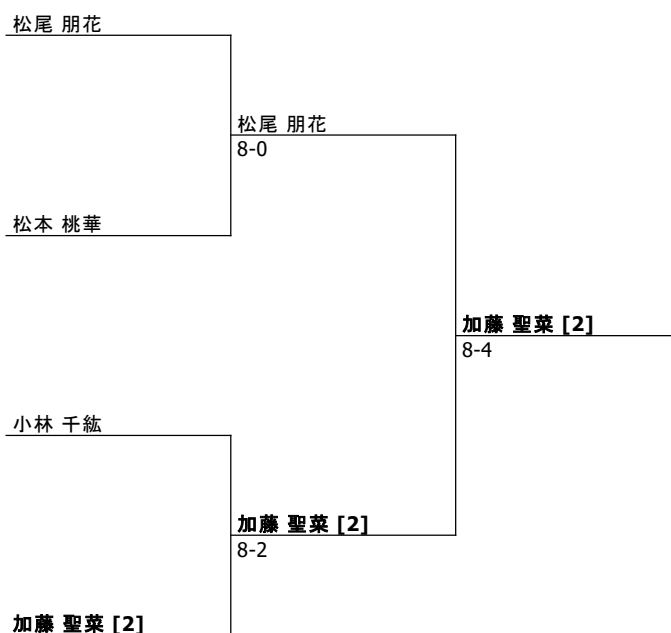 松尾 朋花
松尾 朋花
8-0
松本 桃華
加藤 聖菜 [2]
8-4
小林 千紘
加藤 聖菜 [2]
8-2
加藤 聖菜 [2]